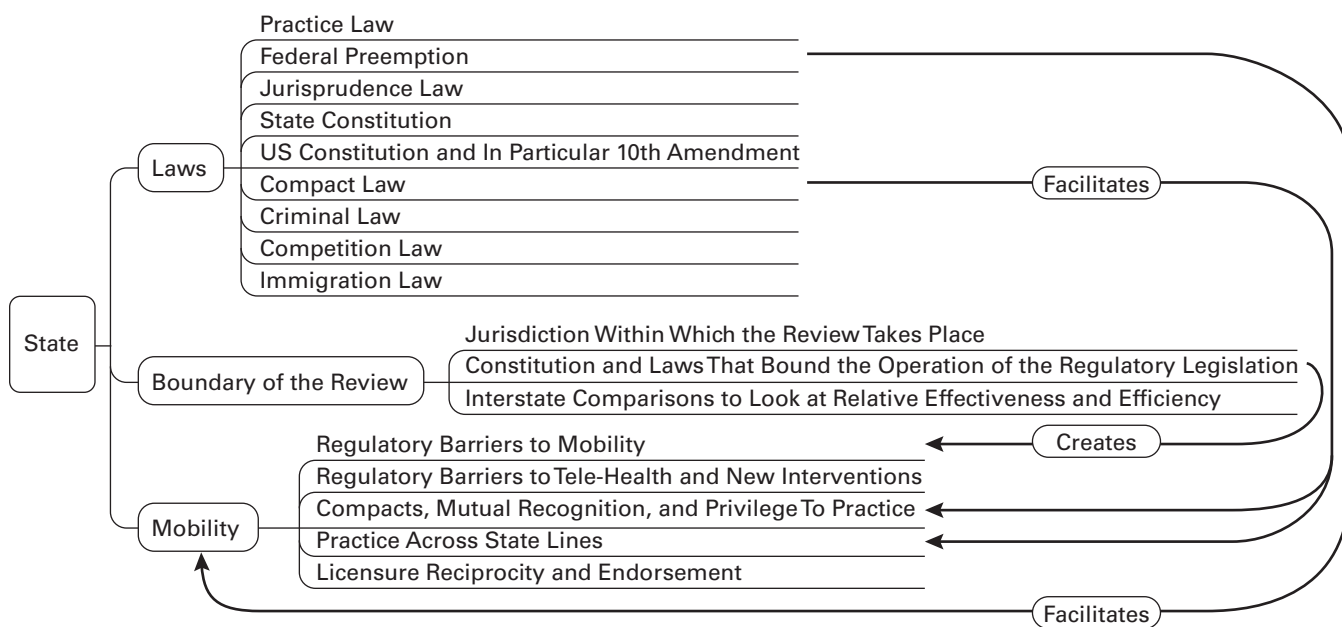 Practice Law
Federal Preemption
Jurisprudence Law
State Constitution
US Constitution and In Particular 10th Amendment
Compact Law
Criminal Law
Competition Law
Immigration Law
Laws
Facilitates
State
Boundary of the Review
Jurisdiction Within Which the Review Takes Place
Constitution and Laws That Bound the Operation of the Regulatory Legislation
Interstate Comparisons to Look at Relative Effectiveness and Efficiency
Creates
Mobility
Regulatory Barriers to Mobility
Regulatory Barriers to Tele-Health and New Interventions
Compacts, Mutual Recognition, and Privilege To Practice
Practice Across State Lines
Licensure Reciprocity and Endorsement
Facilitates